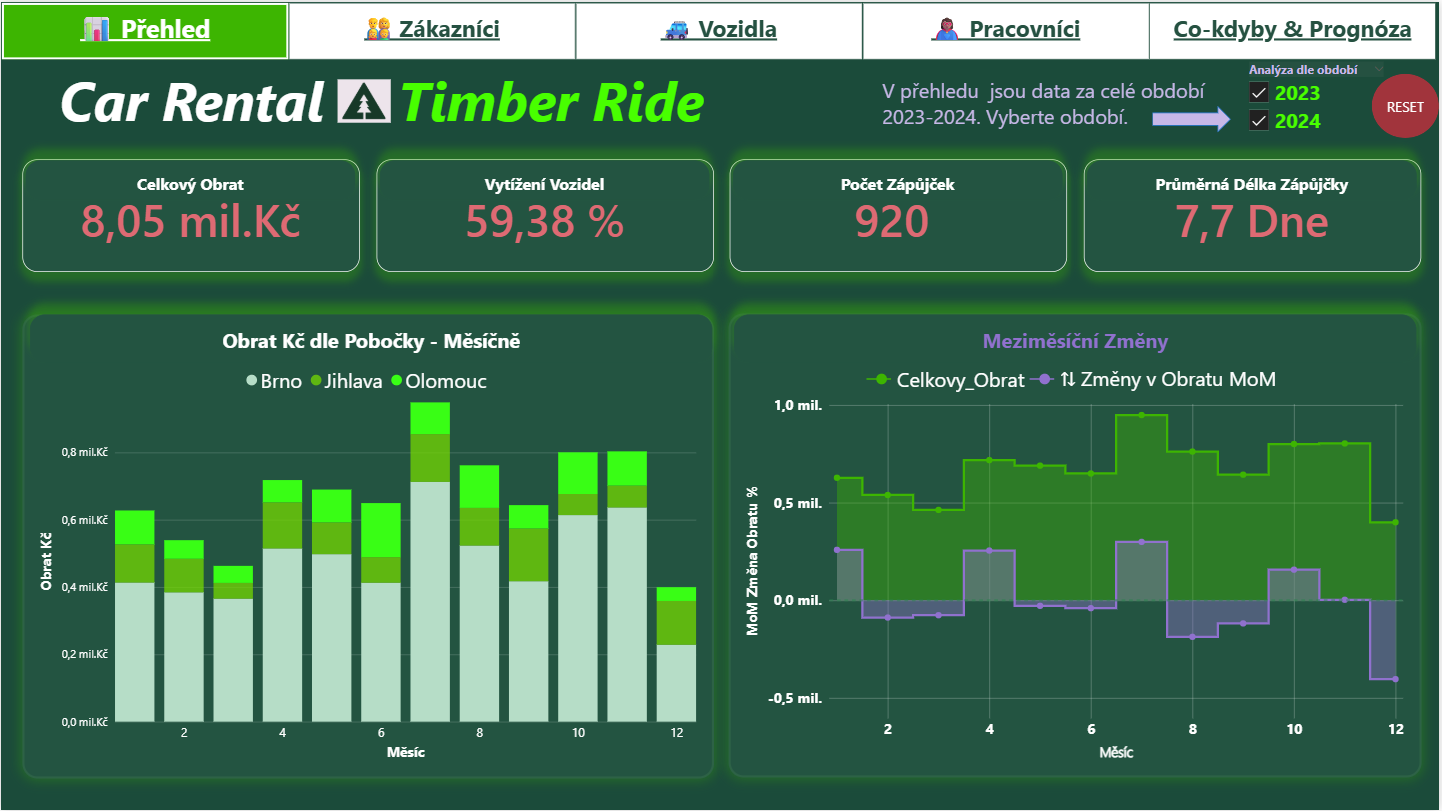 Přehled
Zákazníci
Vozidla
Pracovníci
Co-kdyby & Prognóza
Car Rental Timber Ride
V přehledu jsou data za celé období
2023-2024. Vyberte období.
Analýza dle období
2023
2024
RESET
Celkový Obrat
8,05 mil.Kč
Vytížení Vozidel
59,38 %
Počet Zápůjček
920
Průměrná Délka Zápůjčky
7,7 Dne
Obrat Kč dle Pobočky - Měsíčně
Brno Jihlava Olomouc
Obrat Kč
0,8 mil.Kč
0,6 mil.Kč
0,4 mil.Kč
0,2 mil.Kč
0,0 mil.Kč
2 4 6 8 10 12
Měsíc
Meziměsíční Změny
Celkovy_Obrat ⇅ Změny v Obratu MoM
MoM Změna Obratu %
1,0 mil.
0,5 mil.
0,0 mil.
-0,5 mil.
2 4 6 8 10 12
Měsíc